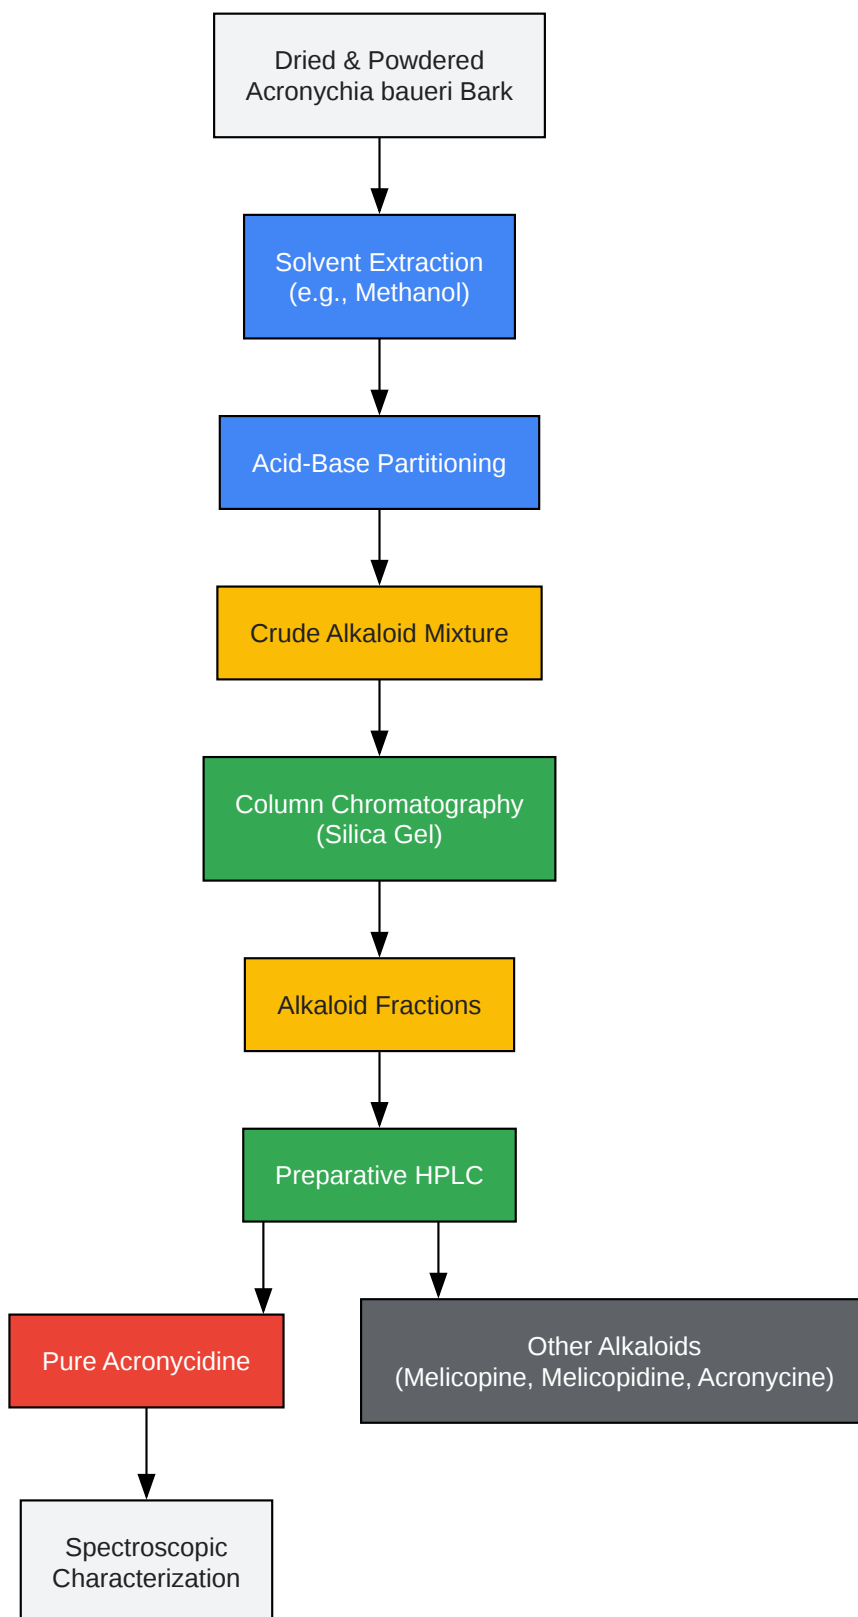 Dried & Powdered
Acronychia baueri Bark
Solvent Extraction
(e.g., Methanol)
Acid-Base Partitioning
Crude Alkaloid Mixture
Column Chromatography
(Silica Gel)
Alkaloid Fractions
Preparative HPLC
Pure Acronycidine
Other Alkaloids
(Melicopine, Melicopidine, Acronycine)
Spectroscopic
Characterization